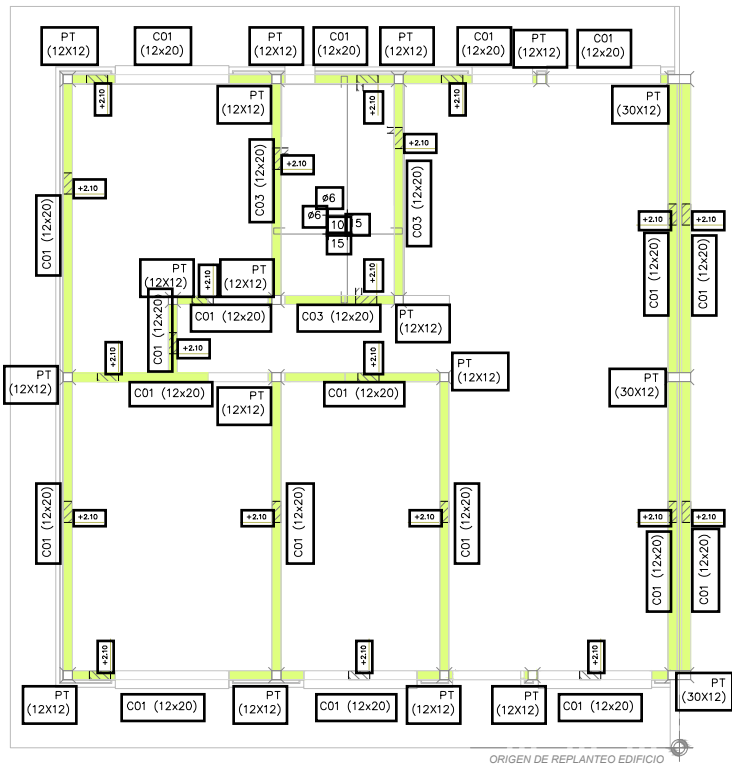 PT
(12X12)
C01
(12x20)
PT
(12X12)
C01
(12x20)
PT
(12X12)
C01
(12x20)
PT
(12X12)
C01
(12x20)
+2.10
PT
(12X12)
+2.10
+2.10
PT
(30X12)
+2.10
+2.10
+2.10
C03 (12x20)
C03 (12x20)
C01 (12x20)
ø6
ø6
10
5
15
+2.10
+2.10
C01 (12x20)
C01 (12x20)
PT
(12X12)
+2.10
PT
(12X12)
+2.10
C01 (12x20)
C01 (12x20)
C03 (12x20)
PT
(12X12)
+2.10
+2.10
+2.10
PT
(12X12)
PT
(12X12)
C01 (12x20)
PT
(12X12)
C01 (12x20)
PT
(30X12)
C01 (12x20)
+2.10
+2.10
C01 (12x20)
+2.10
C01 (12x20)
+2.10
+2.10
C01 (12x20)
C01 (12x20)
+2.10
+2.10
+2.10
PT
(12X12)
C01 (12x20)
PT
(12X12)
C01 (12x20)
PT
(12X12)
PT
(12X12)
C01 (12x20)
PT
(30X12)
ORIGEN DE REPLANTEO EDIFICIO